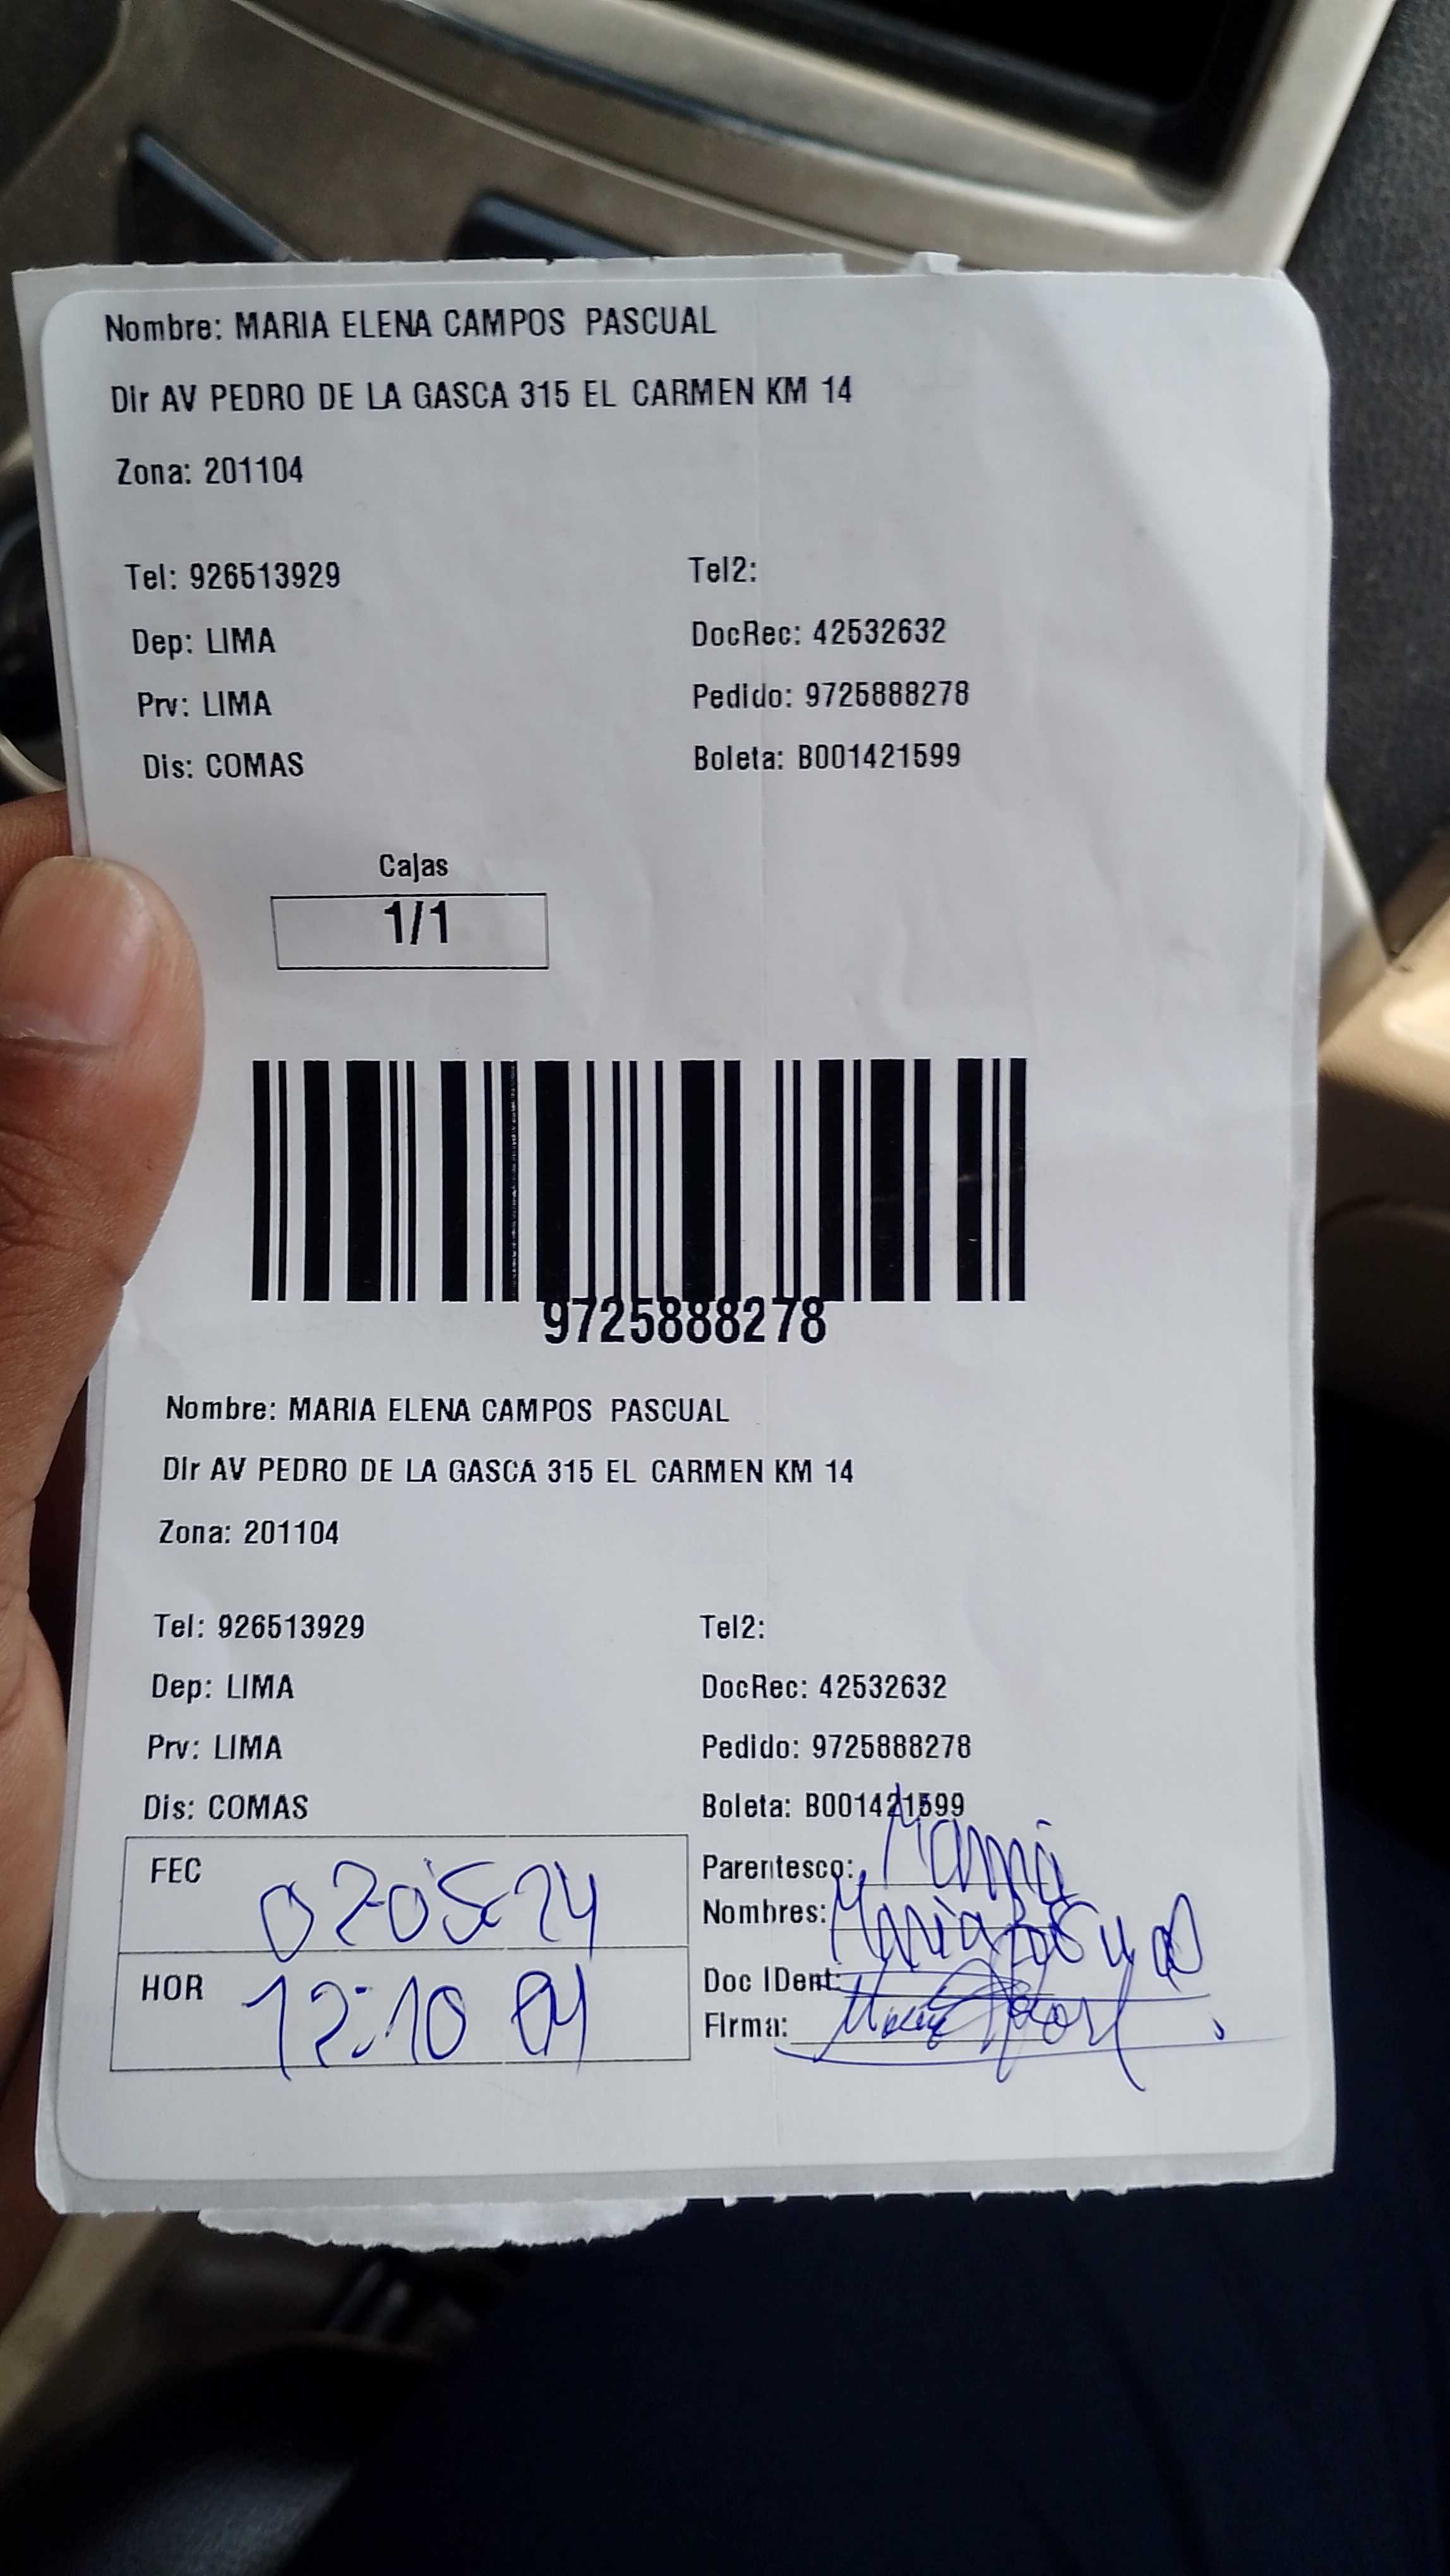 Nombre: MARIA ELENA CAMPOS PASCUAL
Dir AV PEDRO DE LA GASCA 315 EL CARMEN KM 14
Zona: 201104
Tel: 926513929 Tel2:
Dep: LIMA DocRec: 42532632
Prv: LIMA Pedido: 9725888278
Dis: COMAS Boleta: B001421599
Cajas
1/1
9725888278
Nombre: MARIA ELENA CAMPOS PASCUAL
Dir AV PEDRO DE LA GASCA 315 EL CARMEN KM 14
Zona: 201104
Tel: 926513929 Tel2:
Dep: LIMA DocRec: 42532632
Prv: LIMA Pedido: 9725888278
Dis: COMAS Boleta: B001421599
FEC 020524 Parentesco: Mamá
Nombres: Maria Pascual
HOR 12:10 Doc IDent:
Firma: